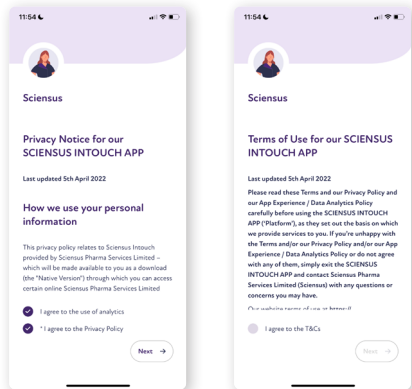 11:54
Sciensus
Privacy Notice for our
SCIENSUS INTOUCH APP
Last updated 5th April 2022
How we use your personal
information
This privacy policy relates to Sciensus Intouch
provided by Sciensus Pharma Services Limited –
which will be made available to you as a download
(the "Native Version") through which you can access
certain online Sciensus Pharma Services Limited
I agree to the use of analytics
* I agree to the Privacy Policy
Next →
11:54
Sciensus
Terms of Use for our SCIENSUS
INTOUCH APP
Last updated 5th April 2022
Please read these Terms and our Privacy Policy and
our App Experience / Data Analytics Policy
carefully before using the SCIENSUS INTOUCH
APP ('Platform'), as they set out the basis on which
we provide services to you. If you're unhappy with
the Terms and/or our Privacy Policy and/or our App
Experience / Data Analytics Policy or do not agree
with any of them, simply exit the SCIENSUS
INTOUCH APP and contact Sciensus Pharma
Services Limited (Sciensus) with any questions or
concerns you may have.
Our website terms of use at https://
I agree to the T&Cs
Next →